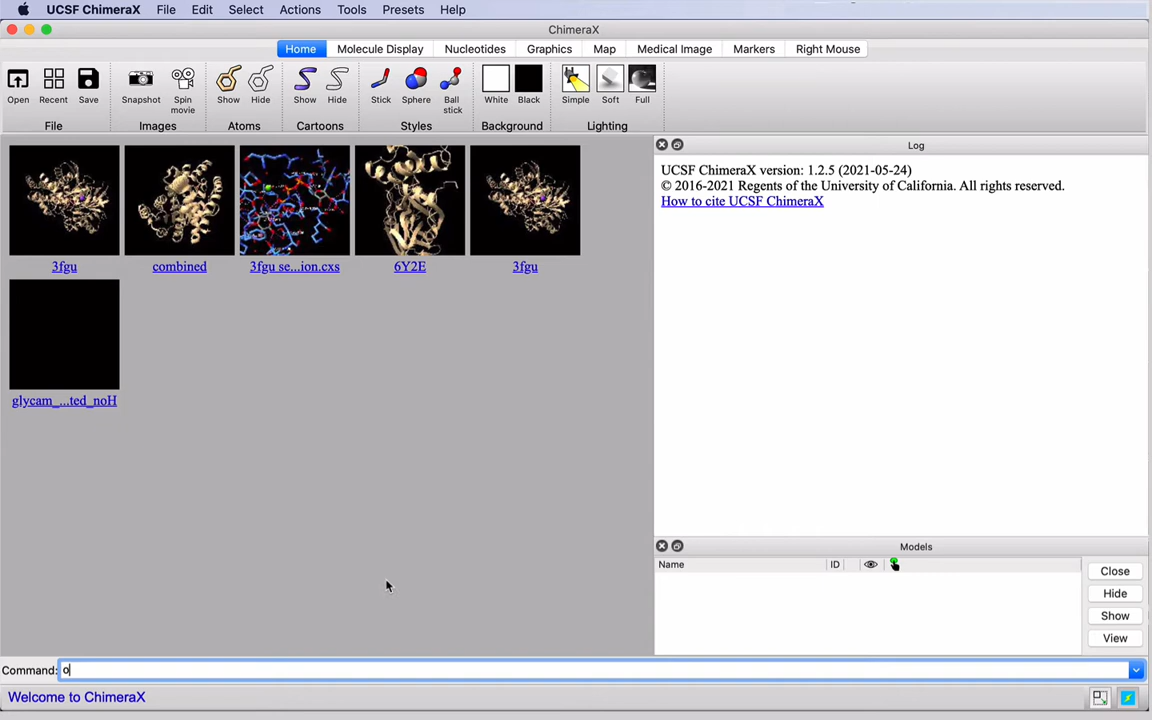 UCSF ChimeraX File Edit Select Actions Tools Presets Help
ChimeraX
Home Molecule Display Nucleotides Graphics Map Medical Image Markers Right Mouse
Open Recent Save Snapshot Spin movie Show Hide Show Hide Stick Sphere Ball stick White Black Simple Soft Full
File Images Atoms Cartoons Styles Background Lighting
3fgu combined 3fgu se...ion.cxs 6Y2E 3fgu
glycam_...ted_noH
Log
UCSF ChimeraX version: 1.2.5 (2021-05-24)
© 2016-2021 Regents of the University of California. All rights reserved.
How to cite UCSF ChimeraX
Models
Name ID
Close
Hide
Show
View
Command: o
Welcome to ChimeraX